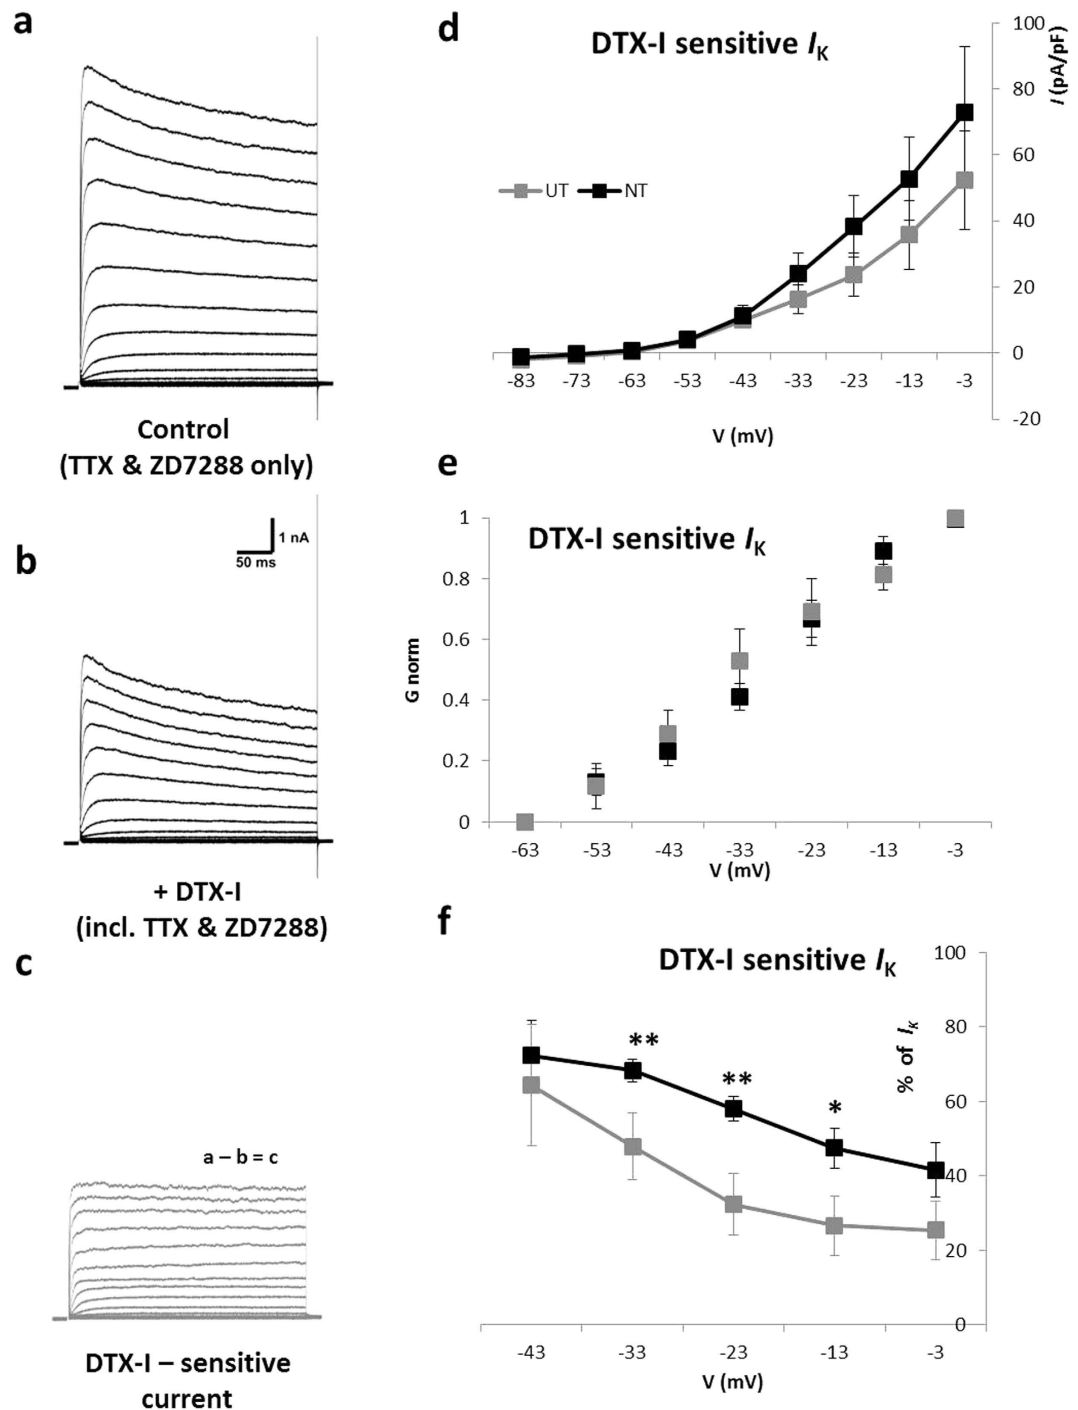 a
Control
(TTX & ZD7288 only)
b
1 nA
50 ms
+ DTX-I
(incl. TTX & ZD7288)
c
a – b = c
DTX-I – sensitive
current
d
DTX-I sensitive IK
100
80
60
40
20
0
-20
I (pA/pF)
UT
NT
-83 -73 -63 -53 -43 -33 -23 -13 -3
V (mV)
e
DTX-I sensitive IK
1
0.8
0.6
0.4
0.2
0
G norm
-63 -53 -43 -33 -23 -13 -3
V (mV)
f
DTX-I sensitive IK
100
80
60
40
20
0
% of IK
**
**
*
-43 -33 -23 -13 -3
V (mV)